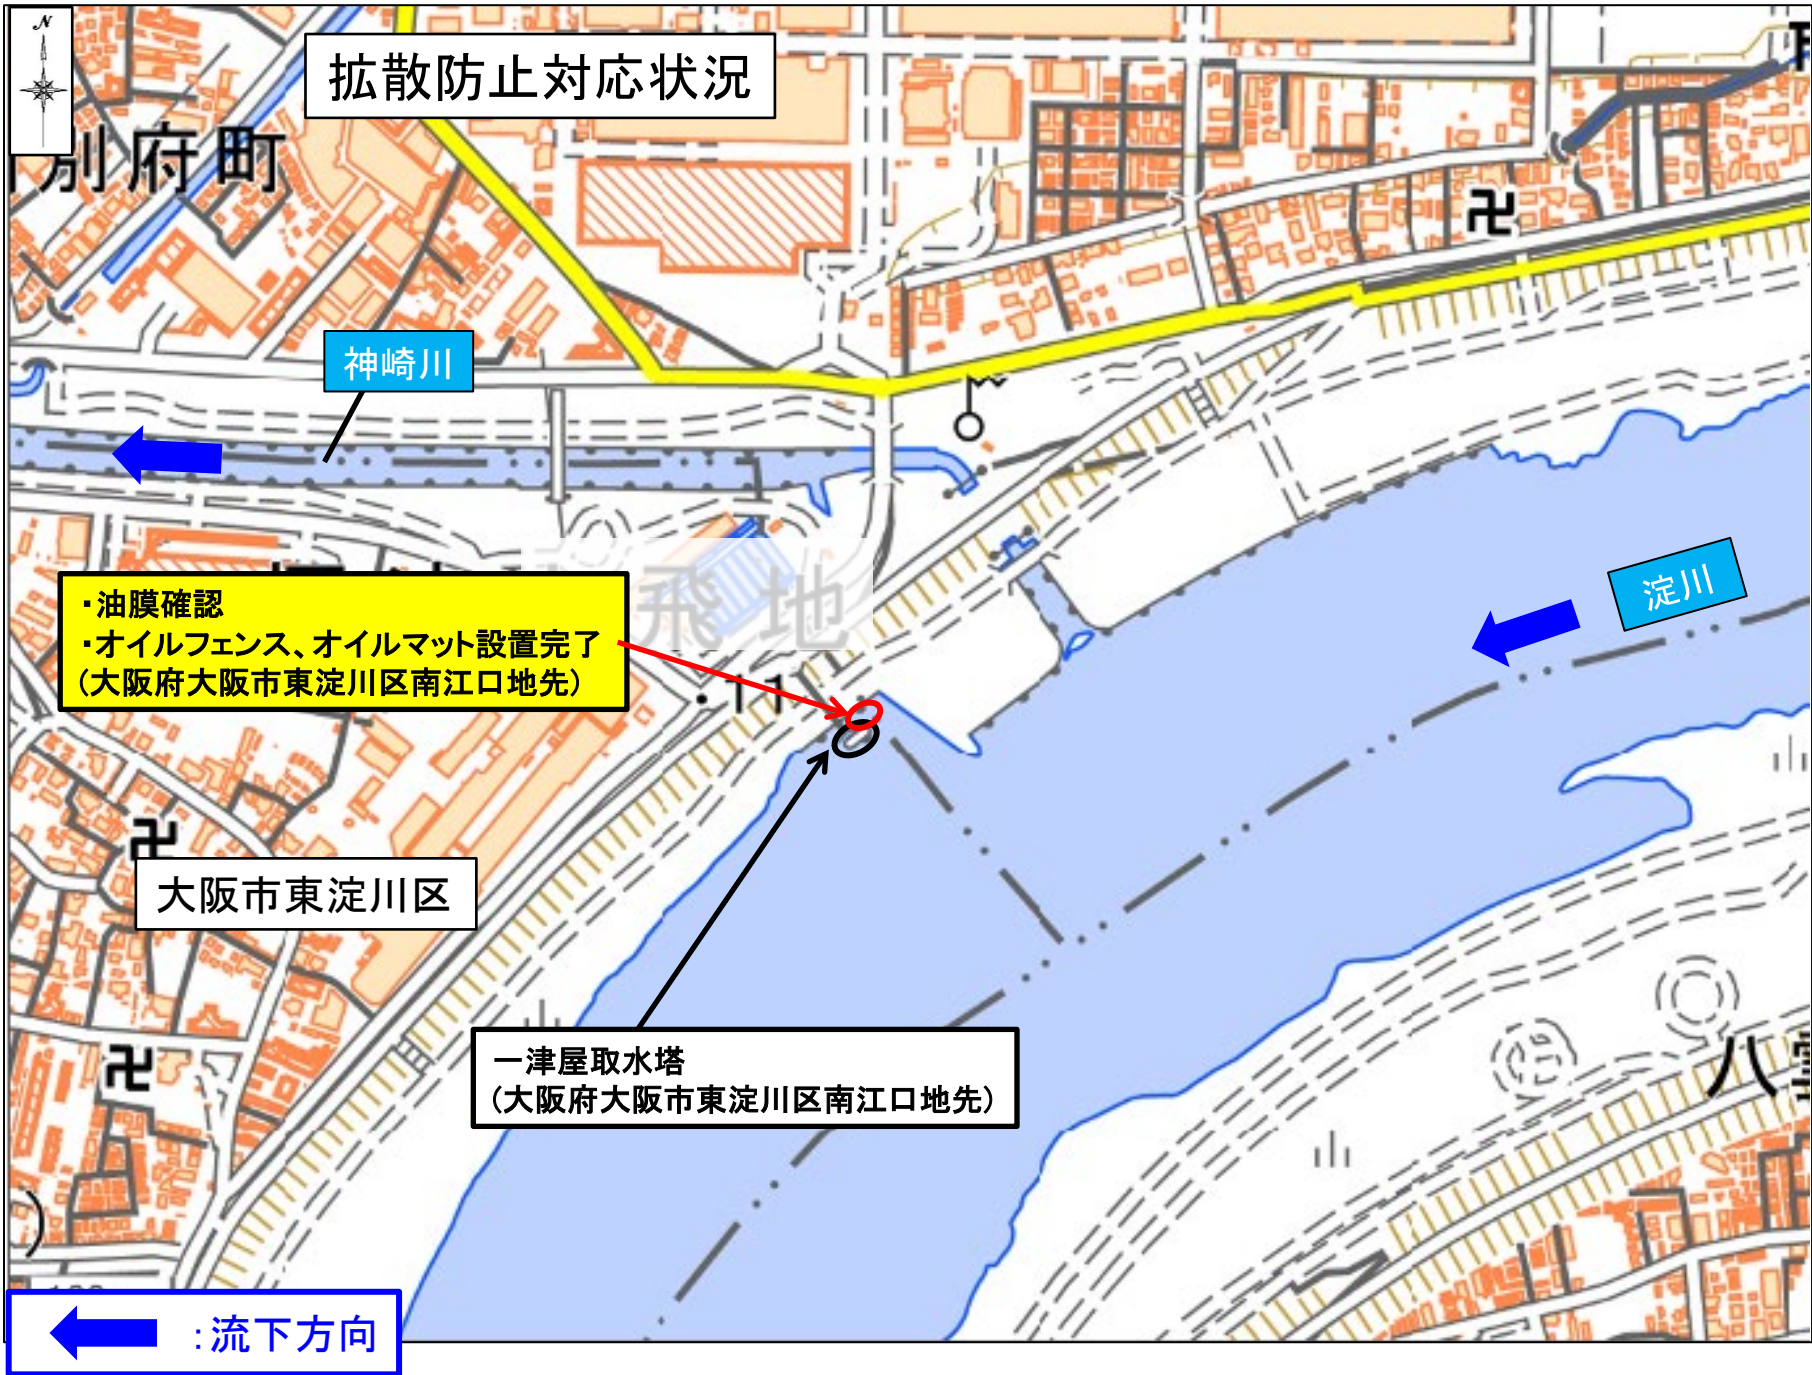 N
拡散防止対応状況
別府町
神崎川
飛地
淀川
・油膜確認
・オイルフェンス、オイルマット設置完了
(大阪府大阪市東淀川区南江口地先)
・11
大阪市東淀川区
一津屋取水塔
(大阪府大阪市東淀川区南江口地先)
八
:流下方向